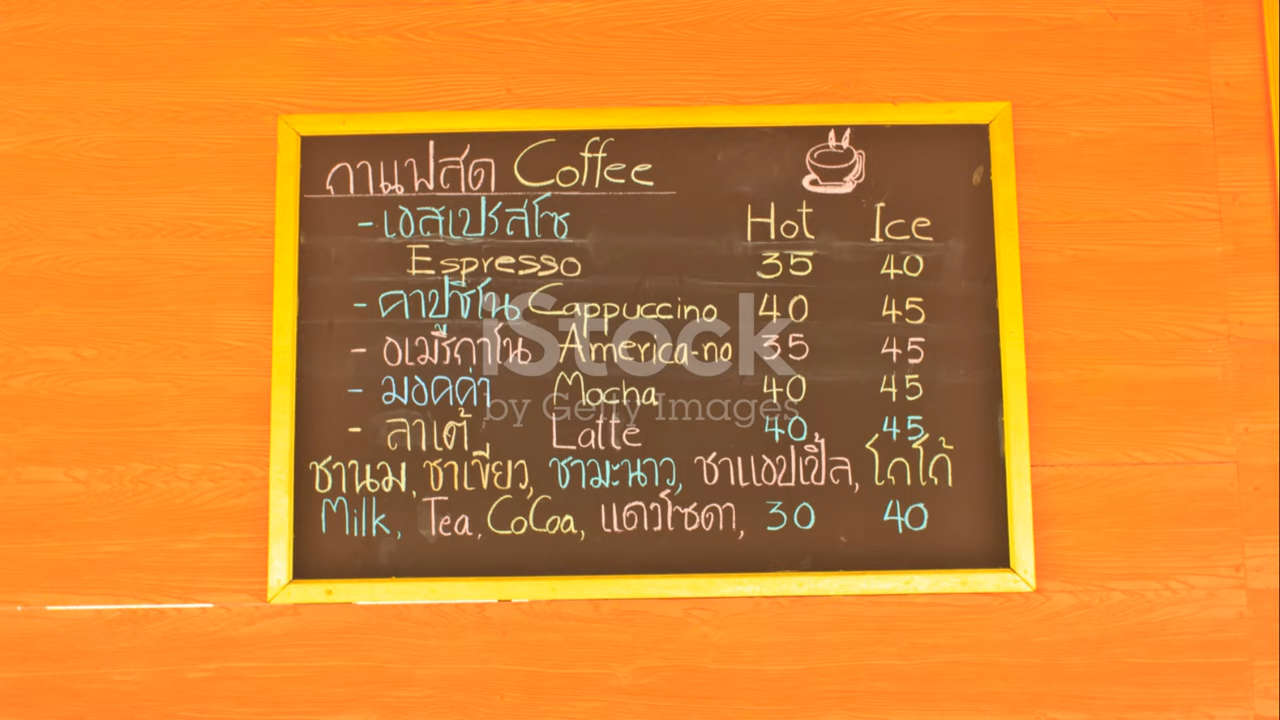 กาแฟสด Coffee
- เอสเปรสโซ Hot Ice
Espresso 35 40
- คาปูชิโน Cappuccino 40 45
- อเมริกาโน America-no 35 45
- มอคค่า Mocha 40 45
- ลาเต้ Latte 40 45
ชานม, ชาเขียว, ชามะนาว, ชาแอปเปิ้ล, โกโก้
Milk, Tea, CoCoa, แดงโซดา, 30 40
iStock
by Getty Images